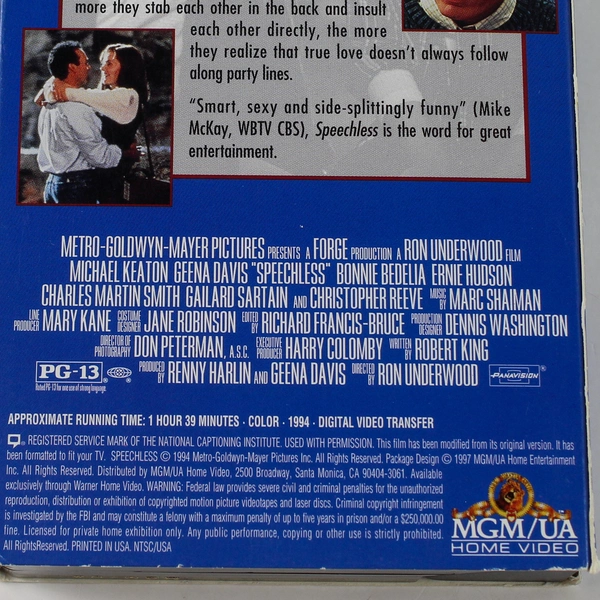 more they stab each other in the back and insult
each other directly, the more
they realize that true love doesn't always follow
along party lines.
"Smart, sexy and side-splittingly funny" (Mike
McKay, WBTV CBS), Speechless is the word for great
entertainment.
METRO-GOLDWYN-MAYER PICTURES PRESENTS A FORGE PRODUCTION A RON UNDERWOOD FILM
MICHAEL KEATON GEENA DAVIS "SPEECHLESS" BONNIE BEDELIA ERNIE HUDSON
CHARLES MARTIN SMITH GAILARD SARTAIN AND CHRISTOPHER REEVE MUSIC BY MARC SHAIMAN
LINE PRODUCER MARY KANE COSTUME DESIGNER JANE ROBINSON EDITED BY RICHARD FRANCIS-BRUCE PRODUCTION DESIGNER DENNIS WASHINGTON
DIRECTOR OF PHOTOGRAPHY DON PETERMAN, A.S.C. EXECUTIVE PRODUCER HARRY COLOMBY WRITTEN BY ROBERT KING
PG-13 PRODUCED BY RENNY HARLIN AND GEENA DAVIS DIRECTED BY RON UNDERWOOD PANAVISION®
Rated PG-13 for one use of strong language.
APPROXIMATE RUNNING TIME: 1 HOUR 39 MINUTES · COLOR · 1994 · DIGITAL VIDEO TRANSFER
REGISTERED SERVICE MARK OF THE NATIONAL CAPTIONING INSTITUTE. USED WITH PERMISSION. This film has been modified from its original version. It has
been formatted to fit your TV. SPEECHLESS © 1994 Metro-Goldwyn-Mayer Pictures Inc. All Rights Reserved. Package Design © 1997 MGM/UA Home Entertainment
Inc. All Rights Reserved. Distributed by MGM/UA Home Video, 2500 Broadway, Santa Monica, CA 90404-3061. Available
exclusively through Warner Home Video. WARNING: Federal law provides severe civil and criminal penalties for the unauthorized
reproduction, distribution or exhibition of copyrighted motion picture videotapes and laser discs. Criminal copyright infringement
is investigated by the FBI and may constitute a felony with a maximum penalty of up to five years in prison and/or a $250,000.00
fine. Licensed for private home exhibition only. Any public performance, copying or other use is strictly prohibited.
All RightsReserved. PRINTED IN USA. NTSC/USA
MGM/UA
HOME VIDEO